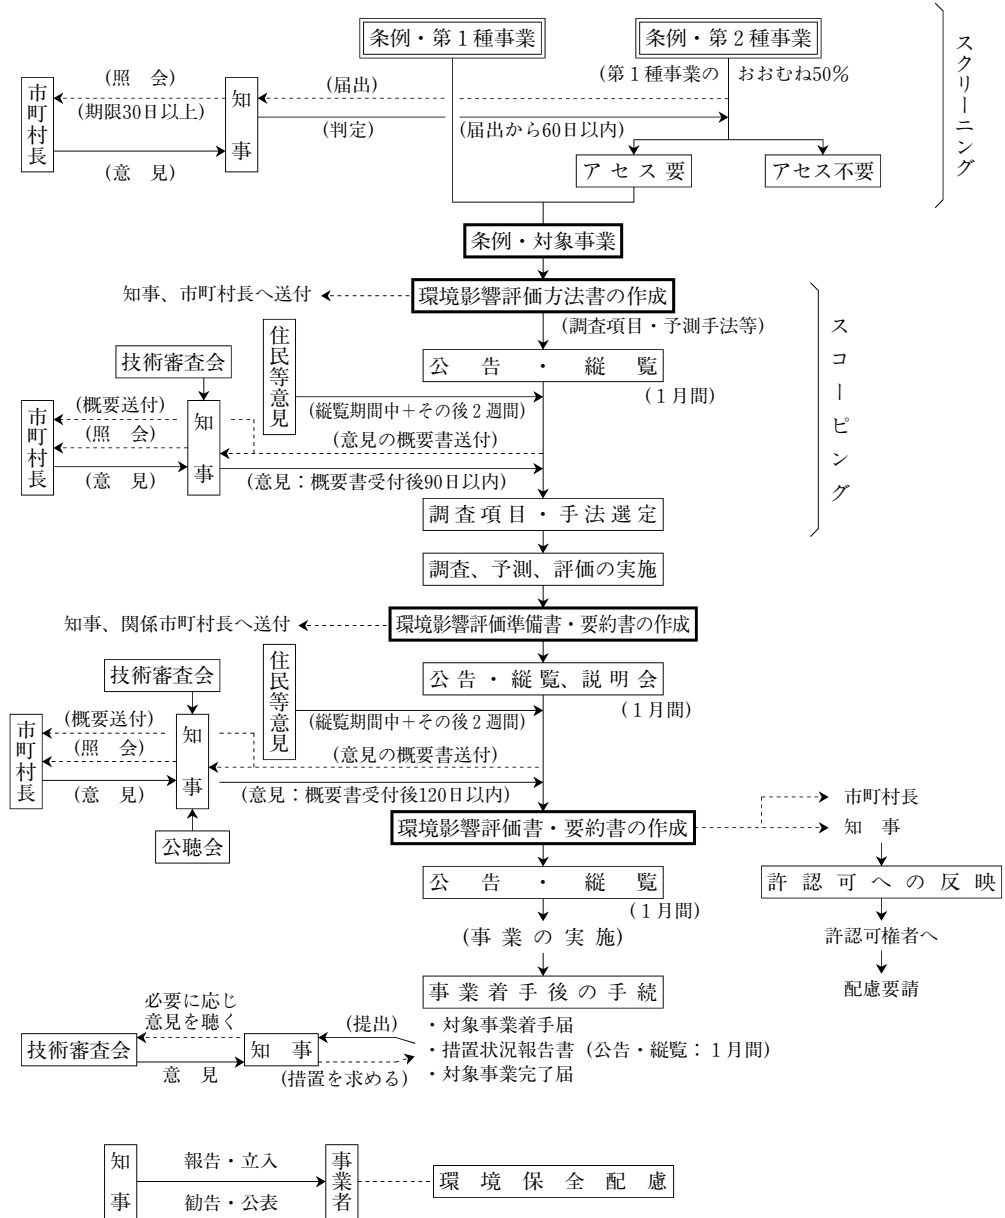 条例・第１種事業
条例・第２種事業
(第１種事業の おおむね50%
スクリーニング
市町村長
(照 会)
(期限30日以上)
(意 見)
知 事
(届出)
(判定)
(届出から60日以内)
アセス要
アセス不要
条例・対象事業
知事、市町村長へ送付
環境影響評価方法書の作成
(調査項目・予測手法等)
スコーピング
公告・縦覧
(１月間)
住民等意見
(縦覧期間中＋その後２週間)
技術審査会
市町村長
(概要送付)
(照 会)
(意 見)
知 事
(意見の概要書送付)
(意見：概要書受付後90日以内)
調査項目・手法選定
調査、予測、評価の実施
知事、関係市町村長へ送付
環境影響評価準備書・要約書の作成
公告・縦覧、説明会
(１月間)
住民等意見
(縦覧期間中＋その後２週間)
技術審査会
市町村長
(概要送付)
(照 会)
(意 見)
知 事
(意見の概要書送付)
(意見：概要書受付後120日以内)
公聴会
環境影響評価書・要約書の作成
市町村長
知 事
公告・縦覧
(１月間)
許認可への反映
許認可権者へ
配慮要請
(事業の実施)
事業着手後の手続
・対象事業着手届
・措置状況報告書 (公告・縦覧：１月間)
・対象事業完了届
必要に応じ
意見を聴く
技術審査会
意 見
知 事
(提出)
(措置を求める)
知 事
報告・立入
勧告・公表
事業者
環境保全配慮